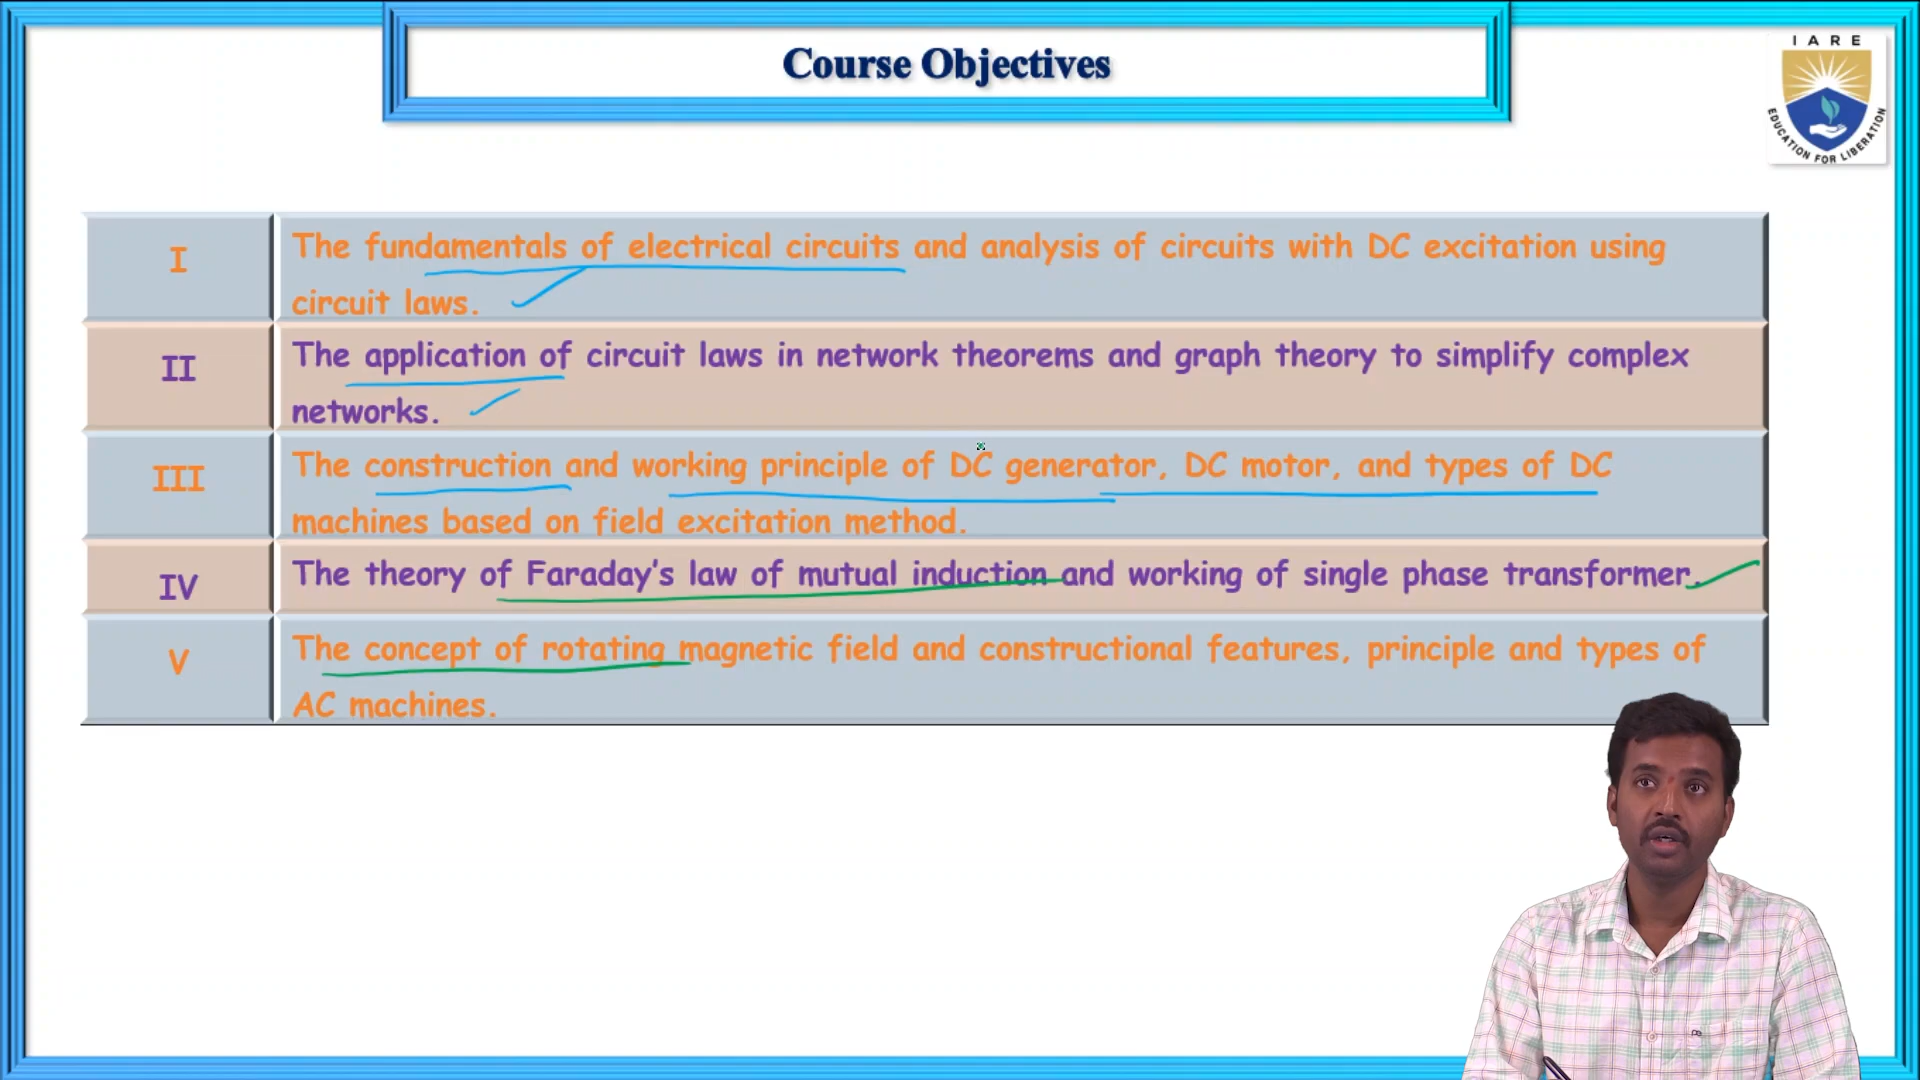 Course Objectives
IARE
EDUCATION FOR LIBERATION
I
The fundamentals of electrical circuits and analysis of circuits with DC excitation using
circuit laws.
II
The application of circuit laws in network theorems and graph theory to simplify complex
networks.
III
The construction and working principle of DC generator, DC motor, and types of DC
machines based on field excitation method.
IV
The theory of Faraday's law of mutual induction and working of single phase transformer.
V
The concept of rotating magnetic field and constructional features, principle and types of
AC machines.